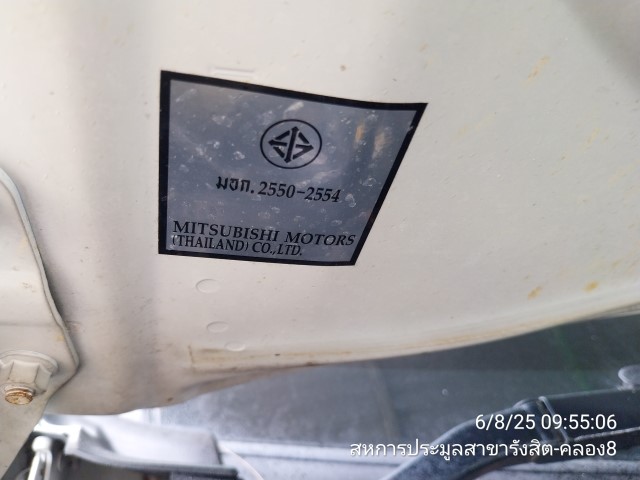 มอก. 2550-2554
MITSUBISHI MOTORS
(THAILAND) CO.,LTD.
6/8/25 09:55:06
สหการประมูลสาขารังสิต-คลอง8